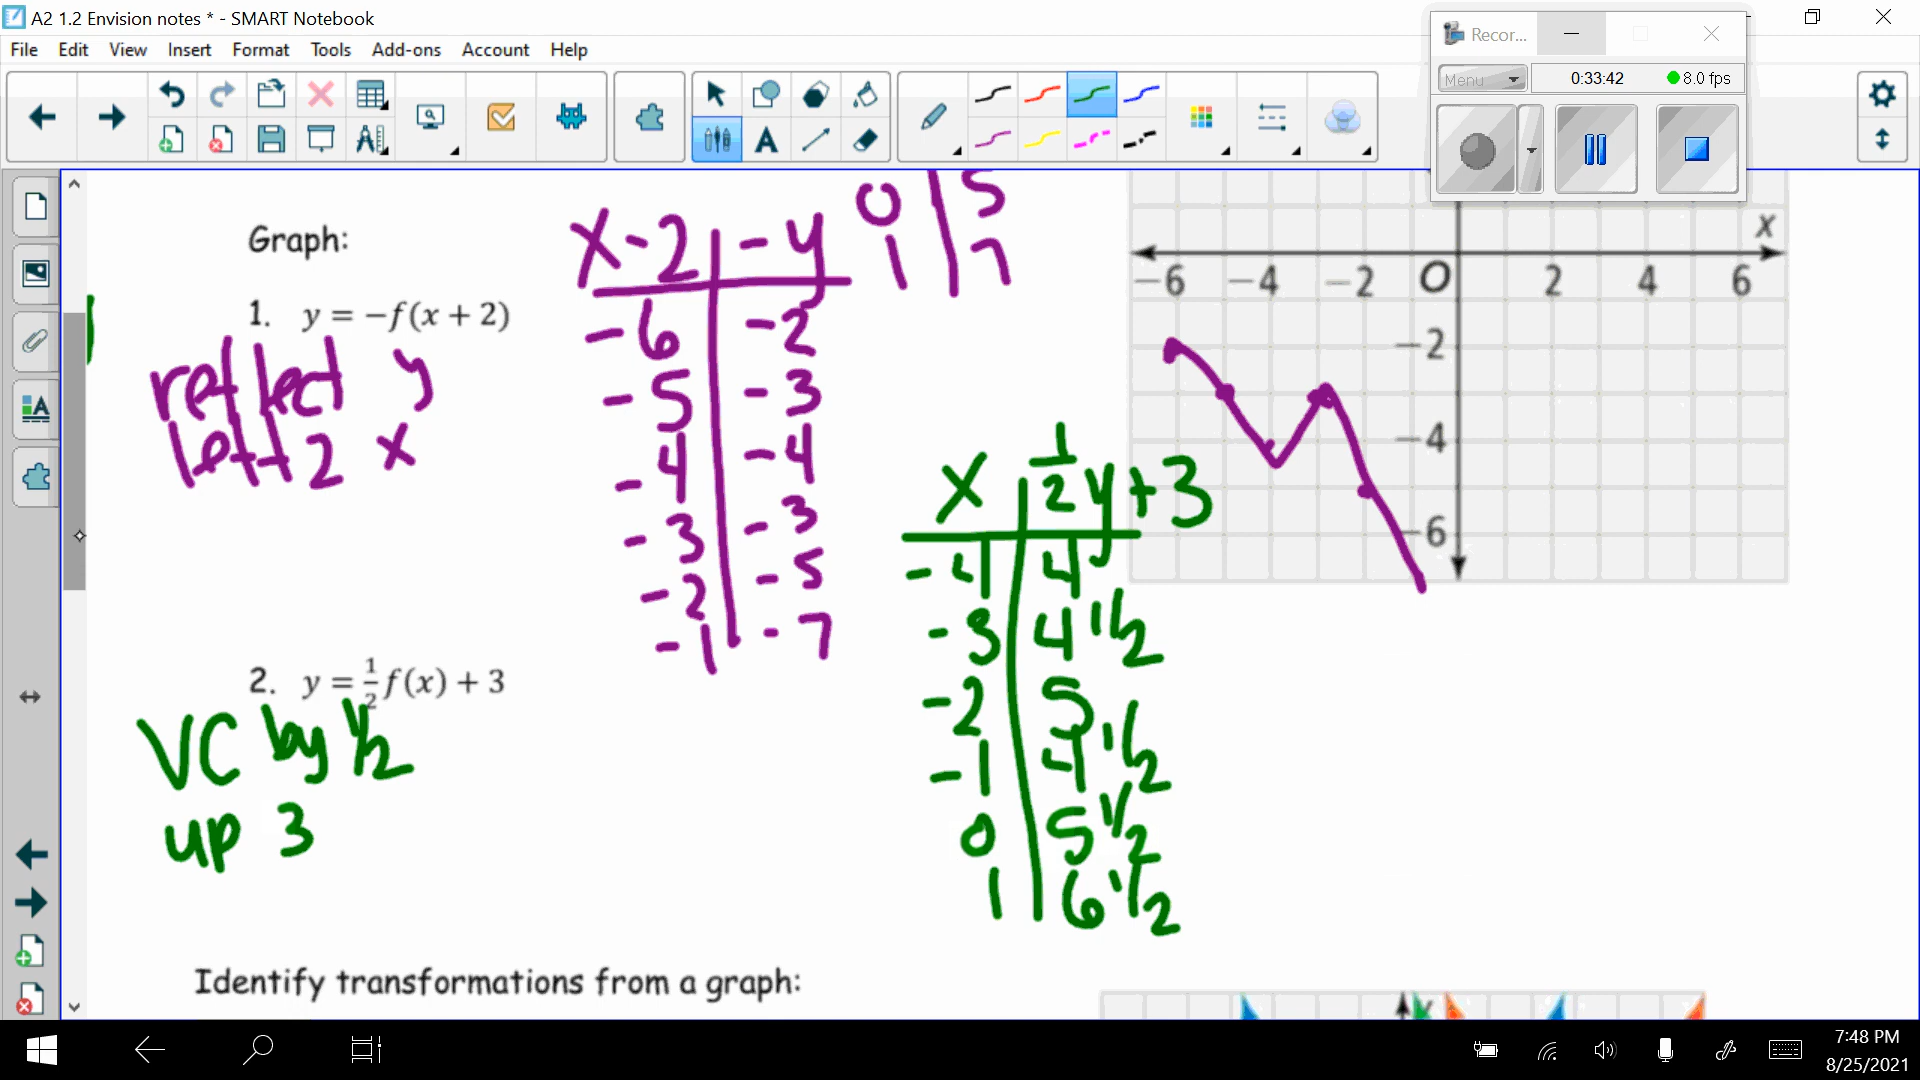 A2 1.2 Envision notes * - SMART Notebook
File Edit View Insert Format Tools Add-ons Account Help
Recor...
Menu 0:33:42 8.0 fps
Graph:
1. y = −f(x + 2)
reflect y
left 2 x
x - 2 | - y
-6 | -2
-5 | -3
-4 | -4
-3 | -3
-2 | -5
-1 | -7
0 | 5
1 | 7
x
−6 −4 −2 O 2 4 6
−2
−4
−6
2. y = 1/2 f(x) + 3
VC by 1/2
up 3
x | 1/2 y + 3
-4 | 4
-3 | 4 1/2
-2 | 5
-1 | 4 1/2
0 | 5 1/2
1 | 6 1/2
Identify transformations from a graph:
y
7:48 PM
8/25/2021